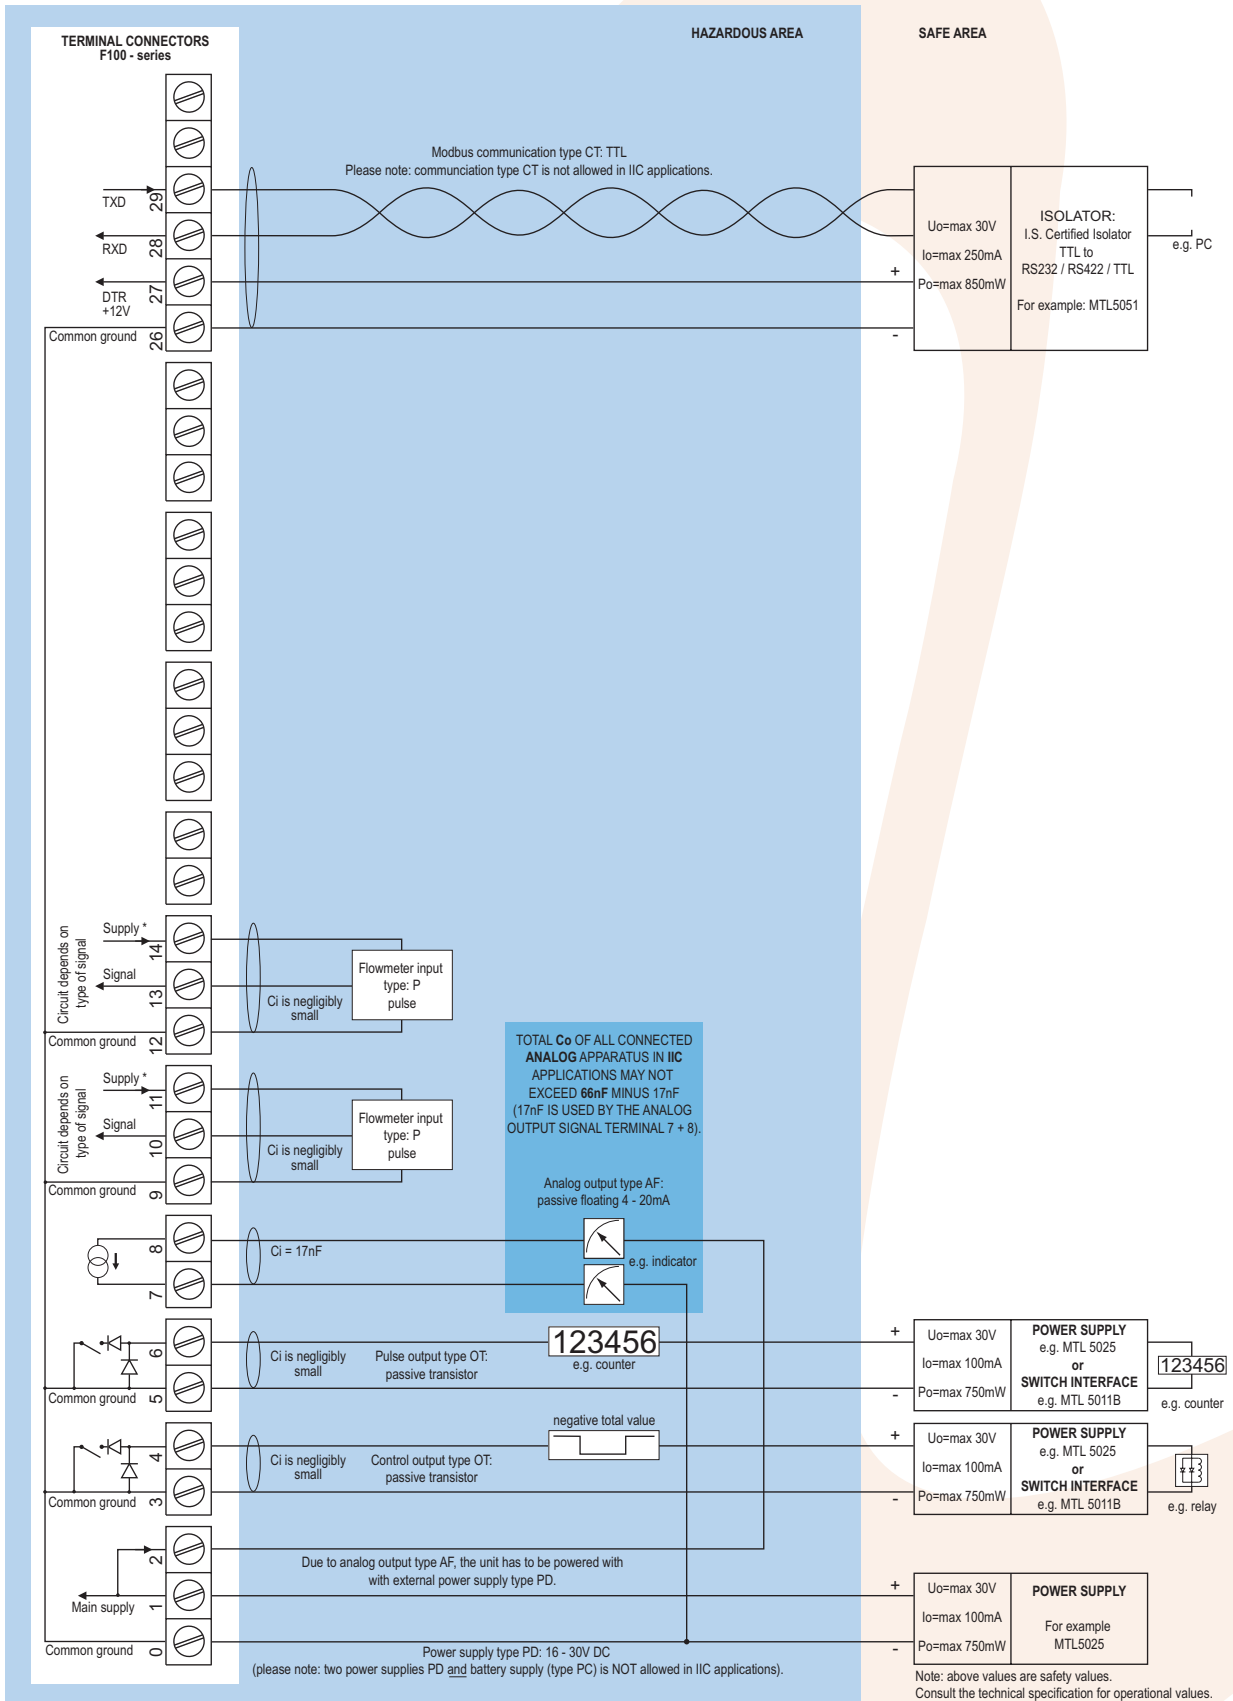 HAZARDOUS AREA
SAFE AREA
TERMINAL CONNECTORS
F100 - series
Modbus communication type CT: TTL
Please note: communciation type CT is not allowed in IIC applications.
29
TXD
28
RXD
27
DTR
+12V
26
Common ground
+
-
Uo=max 30V
Io=max 250mA
Po=max 850mW
ISOLATOR:
I.S. Certified Isolator
TTL to
RS232 / RS422 / TTL
For example: MTL5051
e.g. PC
Circuit depends on
type of signal
Supply *
14
Signal
13
Common ground
12
Ci is negligibly
small
Flowmeter input
type: P
pulse
Circuit depends on
type of signal
Supply *
11
Signal
10
Common ground
9
Ci is negligibly
small
Flowmeter input
type: P
pulse
TOTAL Co OF ALL CONNECTED
ANALOG APPARATUS IN IIC
APPLICATIONS MAY NOT
EXCEED 66nF MINUS 17nF
(17nF IS USED BY THE ANALOG
OUTPUT SIGNAL TERMINAL 7 + 8).
Analog output type AF:
passive floating 4 - 20mA
8
7
Ci = 17nF
e.g. indicator
6
5
Common ground
Ci is negligibly
small
Pulse output type OT:
passive transistor
123456
e.g. counter
+
-
Uo=max 30V
Io=max 100mA
Po=max 750mW
POWER SUPPLY
e.g. MTL 5025
or
SWITCH INTERFACE
e.g. MTL 5011B
123456
e.g. counter
4
3
Common ground
Ci is negligibly
small
Control output type OT:
passive transistor
negative total value
+
-
Uo=max 30V
Io=max 100mA
Po=max 750mW
POWER SUPPLY
e.g. MTL 5025
or
SWITCH INTERFACE
e.g. MTL 5011B
e.g. relay
2
1
Main supply
0
Common ground
Due to analog output type AF, the unit has to be powered with
with external power supply type PD.
Power supply type PD: 16 - 30V DC
(please note: two power supplies PD and battery supply (type PC) is NOT allowed in IIC applications).
+
-
Uo=max 30V
Io=max 100mA
Po=max 750mW
POWER SUPPLY
For example
MTL5025
Note: above values are safety values.
Consult the technical specification for operational values.